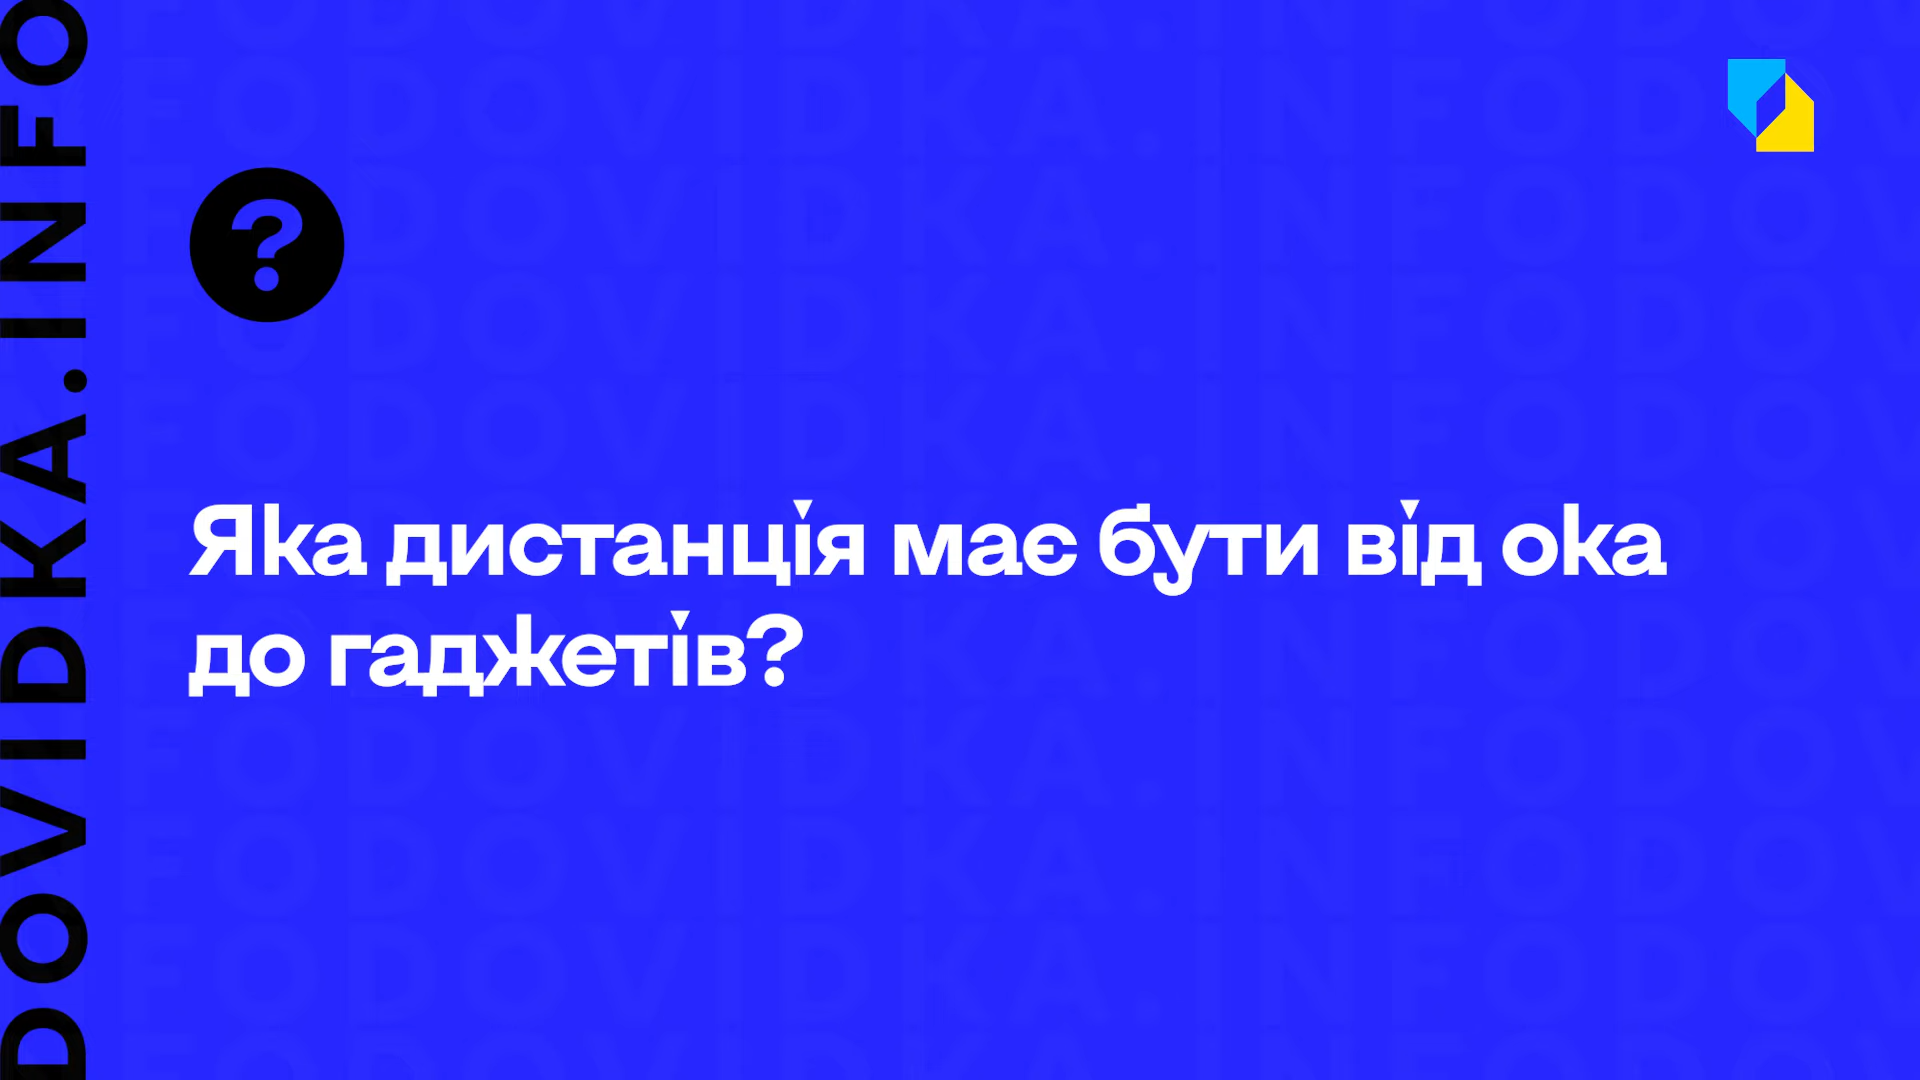 DOVIDKA.INFO
?
Яка дистанція має бути від ока
до гаджетів?